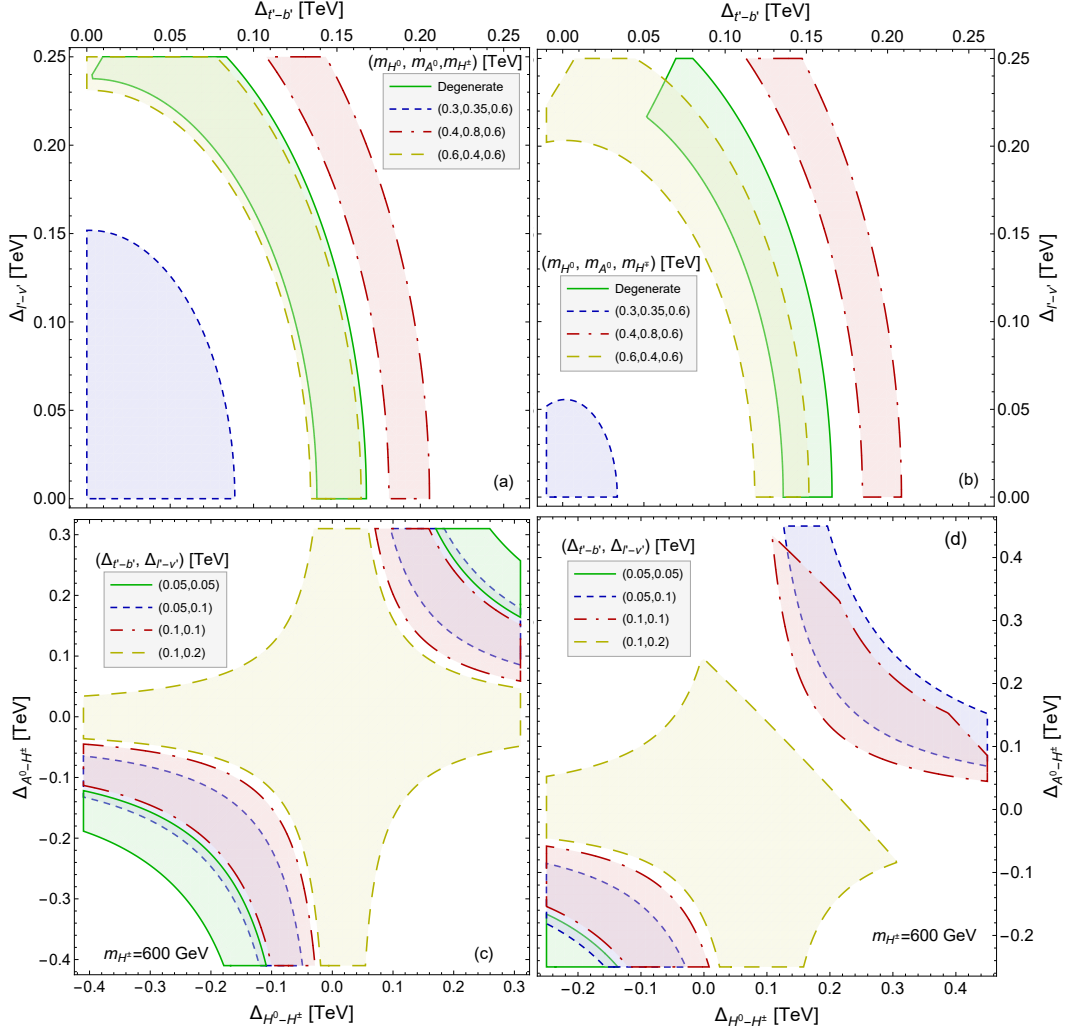 Δt'−b' [TeV]
Δt'−b' [TeV]
0.00 0.05 0.10 0.15 0.20 0.25
0.00 0.05 0.10 0.15 0.20 0.25
0.25
0.20
0.15
0.10
0.05
0.00
Δl'−ν' [TeV]
(mH0, mA0, mH±) [TeV]
Degenerate
(0.3,0.35,0.6)
(0.4,0.8,0.6)
(0.6,0.4,0.6)
(a)
(mH0, mA0, mH∓) [TeV]
Degenerate
(0.3,0.35,0.6)
(0.4,0.8,0.6)
(0.6,0.4,0.6)
(b)
0.25
0.20
0.15
0.10
0.05
0.00
Δl'−ν' [TeV]
0.3
0.2
0.1
0.0
−0.1
−0.2
−0.3
−0.4
ΔA0−H± [TeV]
(Δt'−b', Δl'−ν') [TeV]
(0.05,0.05)
(0.05,0.1)
(0.1,0.1)
(0.1,0.2)
mH±=600 GeV
(c)
−0.4 −0.3 −0.2 −0.1 0.0 0.1 0.2 0.3
ΔH0−H± [TeV]
(Δt'−b', Δl'−ν') [TeV]
(0.05,0.05)
(0.05,0.1)
(0.1,0.1)
(0.1,0.2)
(d)
mH±=600 GeV
0.4
0.3
0.2
0.1
0.0
−0.1
−0.2
ΔA0−H± [TeV]
−0.2 −0.1 0.0 0.1 0.2 0.3 0.4
ΔH0−H± [TeV]